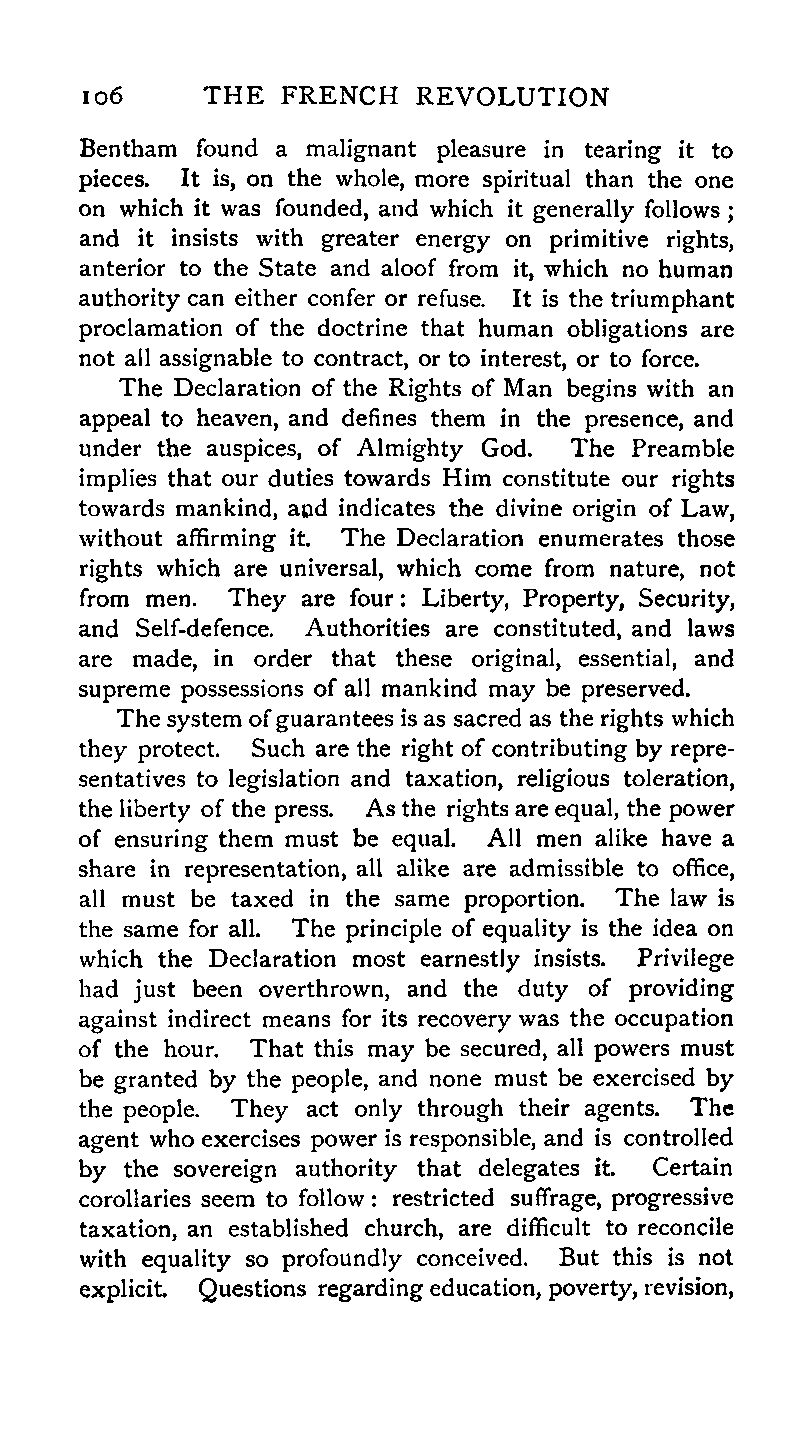 106 THE FRENCH REVOLUTION
Bentham found a malignant pleasure in tearing it to
pieces. It is, on the whole, more spiritual than the one
on which it was founded, and which it generally follows ;
and it insists with greater energy on primitive rights,
anterior to the State and aloof from it, which no human
authority can either confer or refuse. It is the triumphant
proclamation of the doctrine that human obligations are
not all assignable to contract, or to interest, or to force.
The Declaration of the Rights of Man begins with an
appeal to heaven, and defines them in the presence, and
under the auspices, of Almighty God. The Preamble
implies that our duties towards Him constitute our rights
towards mankind, and indicates the divine origin of Law,
without affirming it. The Declaration enumerates those
rights which are universal, which come from nature, not
from men. They are four : Liberty, Property, Security,
and Self-defence. Authorities are constituted, and laws
are made, in order that these original, essential, and
supreme possessions of all mankind may be preserved.
The system of guarantees is as sacred as the rights which
they protect. Such are the right of contributing by repre-
sentatives to legislation and taxation, religious toleration,
the liberty of the press. As the rights are equal, the power
of ensuring them must be equal. All men alike have a
share in representation, all alike are admissible to office,
all must be taxed in the same proportion. The law is
the same for all. The principle of equality is the idea on
which the Declaration most earnestly insists. Privilege
had just been overthrown, and the duty of providing
against indirect means for its recovery was the occupation
of the hour. That this may be secured, all powers must
be granted by the people, and none must be exercised by
the people. They act only through their agents. The
agent who exercises power is responsible, and is controlled
by the sovereign authority that delegates it. Certain
corollaries seem to follow : restricted suffrage, progressive
taxation, an established church, are difficult to reconcile
with equality so profoundly conceived. But this is not
explicit. Questions regarding education, poverty, revision,